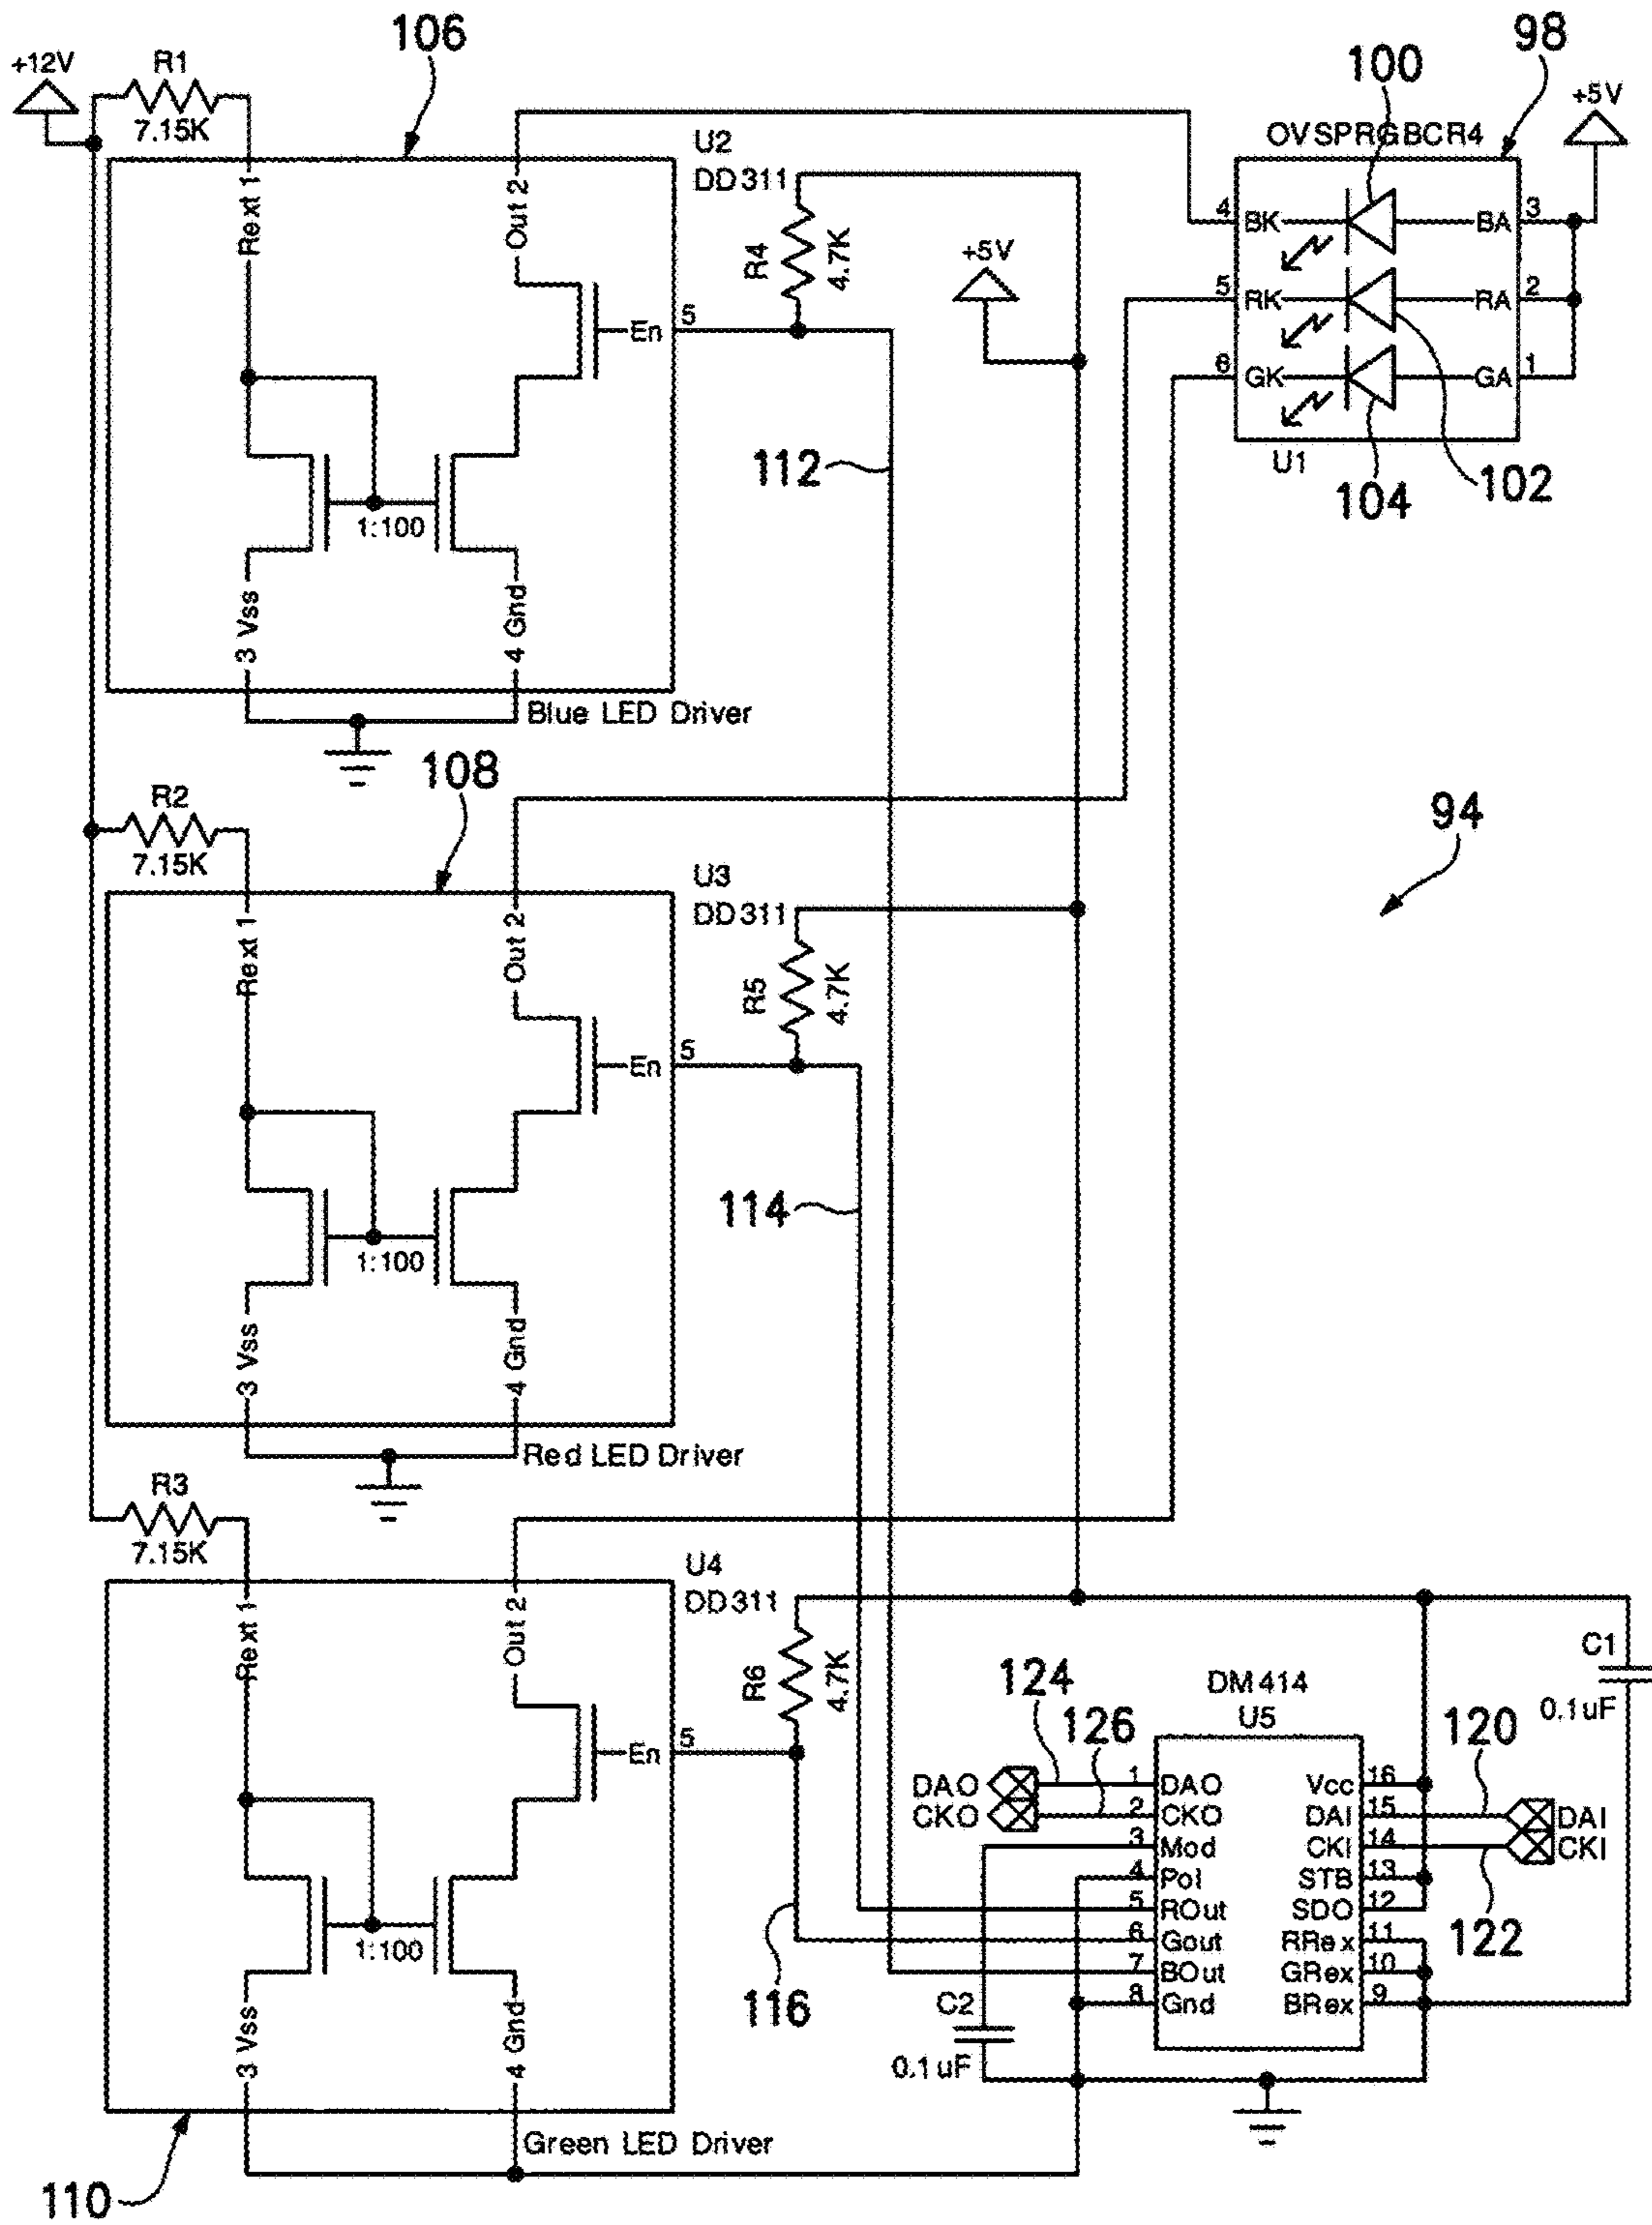 106
98
100
+12V
R1
+5V
7.15K
U2
DD311
OVSPRGBCR4
Rext 1
Out 2
R4
4.7K
4
BK
BA
3
+5V
5
RK
RA
2
En
5
6
GK
GA
1
U1
112
104
102
1:100
3 Vss
4 Gnd
Blue LED Driver
108
R2
94
7.15K
U3
DD311
Rext 1
Out 2
R5
4.7K
En
5
114
1:100
3 Vss
4 Gnd
Red LED Driver
R3
7.15K
U4
DD311
Rext 1
Out 2
R6
4.7K
C1
0.1uF
124
DM414
126
U5
120
En
5
DAO
1
DAO
Vcc
16
CKO
2
CKO
DAI
15
DAI
3
Mod
CKI
14
CKI
4
Pol
STB
13
5
ROut
SDO
12
6
Gout
RRex
11
122
1:100
7
BOut
GRex
10
116
C2
8
Gnd
BRex
9
0.1uF
3 Vss
4 Gnd
Green LED Driver
110